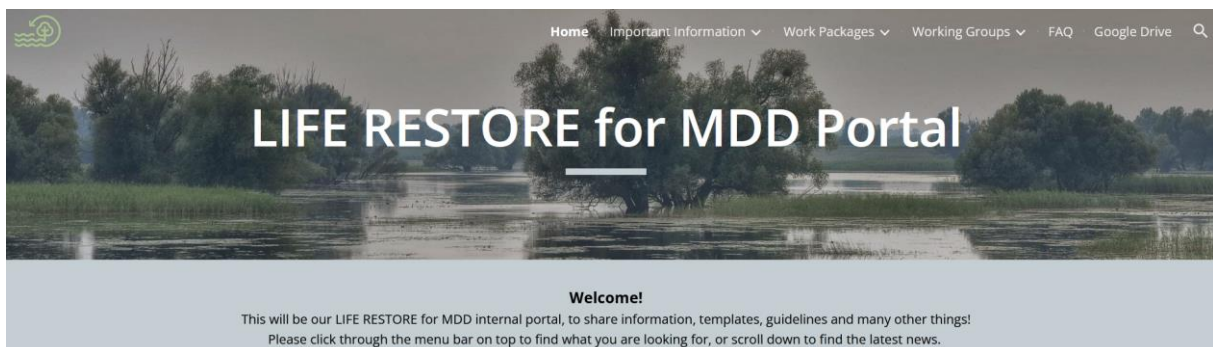 Home Important Information Work Packages Working Groups FAQ Google Drive
LIFE RESTORE for MDD Portal
Welcome!
This will be our LIFE RESTORE for MDD internal portal, to share information, templates, guidelines and many other things!
Please click through the menu bar on top to find what you are looking for, or scroll down to find the latest news.